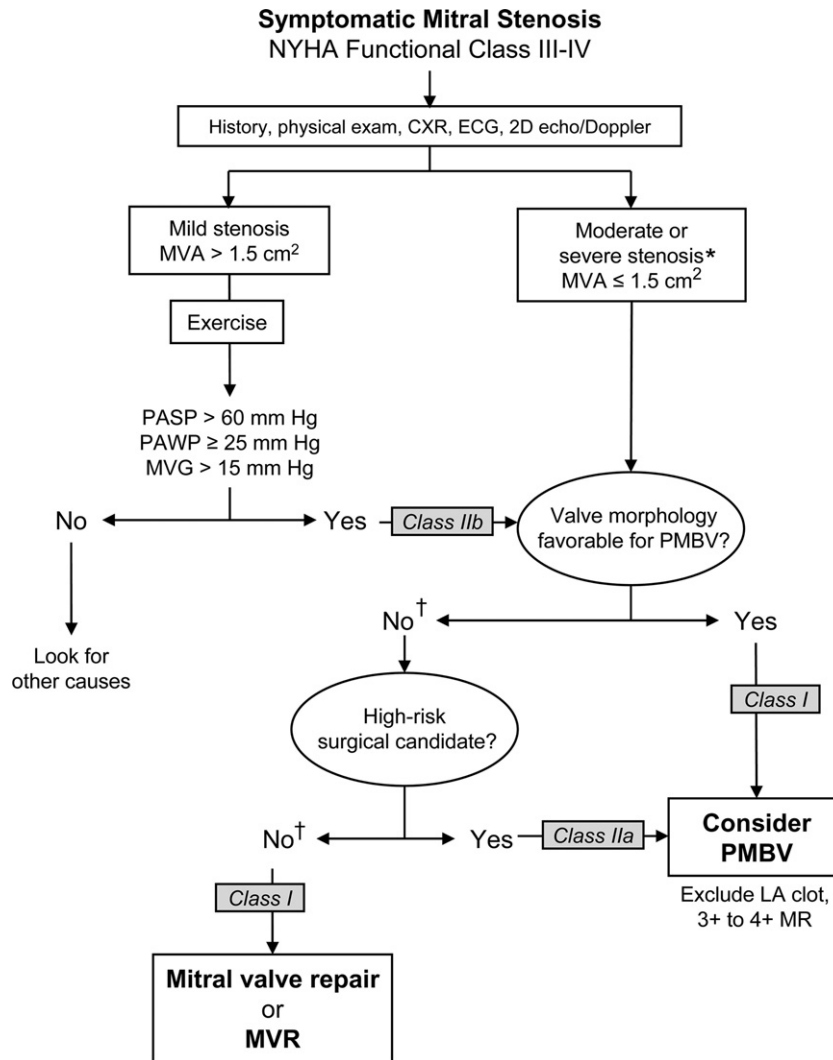 Symptomatic Mitral Stenosis
NYHA Functional Class III-IV
History, physical exam, CXR, ECG, 2D echo/Doppler
Mild stenosis
MVA > 1.5 cm²
Moderate or
severe stenosis*
MVA ≤ 1.5 cm²
Exercise
PASP > 60 mm Hg
PAWP ≥ 25 mm Hg
MVG > 15 mm Hg
No
Yes
Class IIb
Valve morphology
favorable for PMBV?
Look for
other causes
No†
Yes
High-risk
surgical candidate?
Class I
No†
Yes
Class IIa
Consider
PMBV
Exclude LA clot,
3+ to 4+ MR
Class I
Mitral valve repair
or
MVR